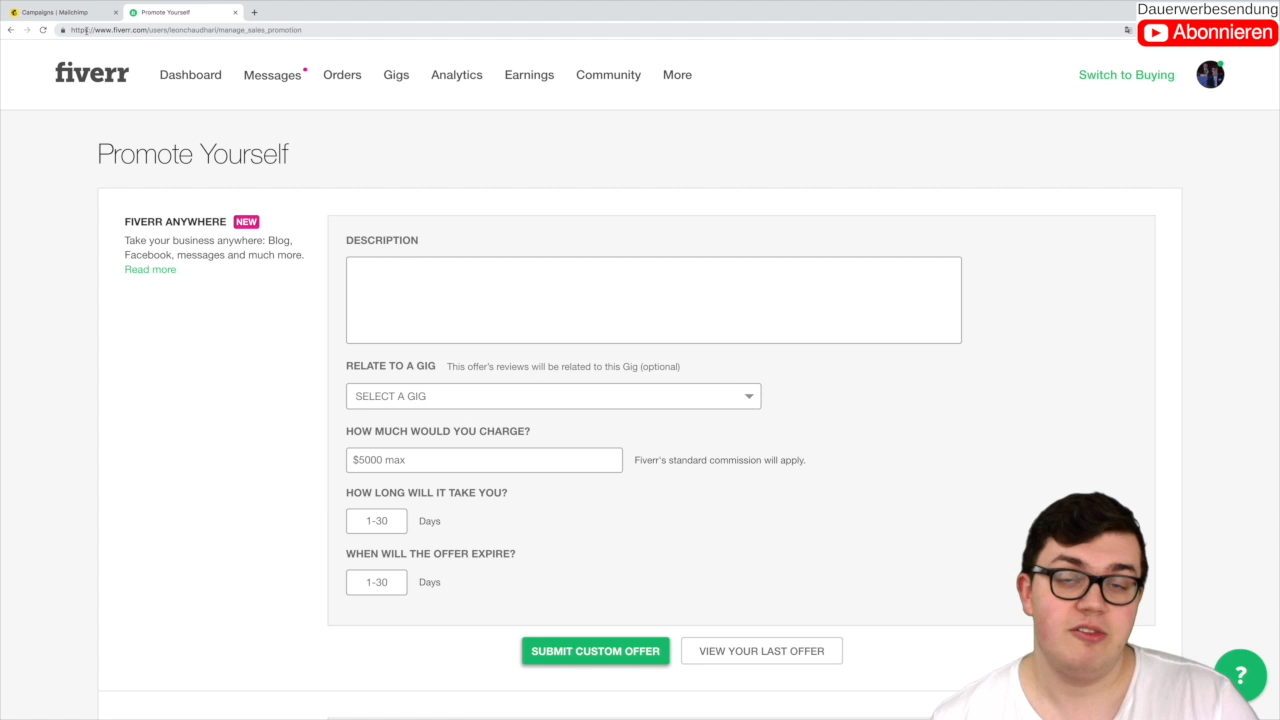 Campaigns | Mailchimp
Promote Yourself
Dauerwerbesendung
https://www.fiverr.com/users/leonchaudhari/manage_sales_promotion
Abonnieren
fiverr
Dashboard
Messages
Orders
Gigs
Analytics
Earnings
Community
More
Switch to Buying
Promote Yourself
FIVERR ANYWHERE NEW
Take your business anywhere: Blog,
Facebook, messages and much more.
Read more
DESCRIPTION
RELATE TO A GIG This offer's reviews will be related to this Gig (optional)
SELECT A GIG
HOW MUCH WOULD YOU CHARGE?
$5000 max Fiverr's standard commission will apply.
HOW LONG WILL IT TAKE YOU?
1-30 Days
WHEN WILL THE OFFER EXPIRE?
1-30 Days
SUBMIT CUSTOM OFFER
VIEW YOUR LAST OFFER
?